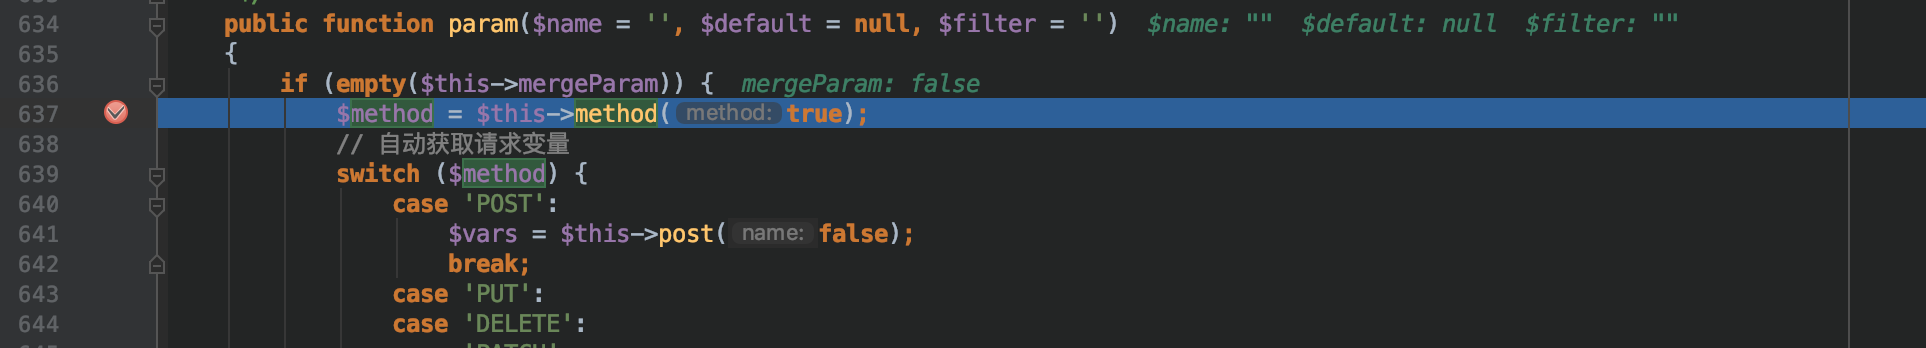 634 public function param($name = '', $default = null, $filter = '') $name: "" $default: null $filter: ""
635 {
636 if (empty($this->mergeParam)) { mergeParam: false
637 $method = $this->method( method: true);
638 // 自动获取请求变量
639 switch ($method) {
640 case 'POST':
641 $vars = $this->post( name: false);
642 break;
643 case 'PUT':
644 case 'DELETE':